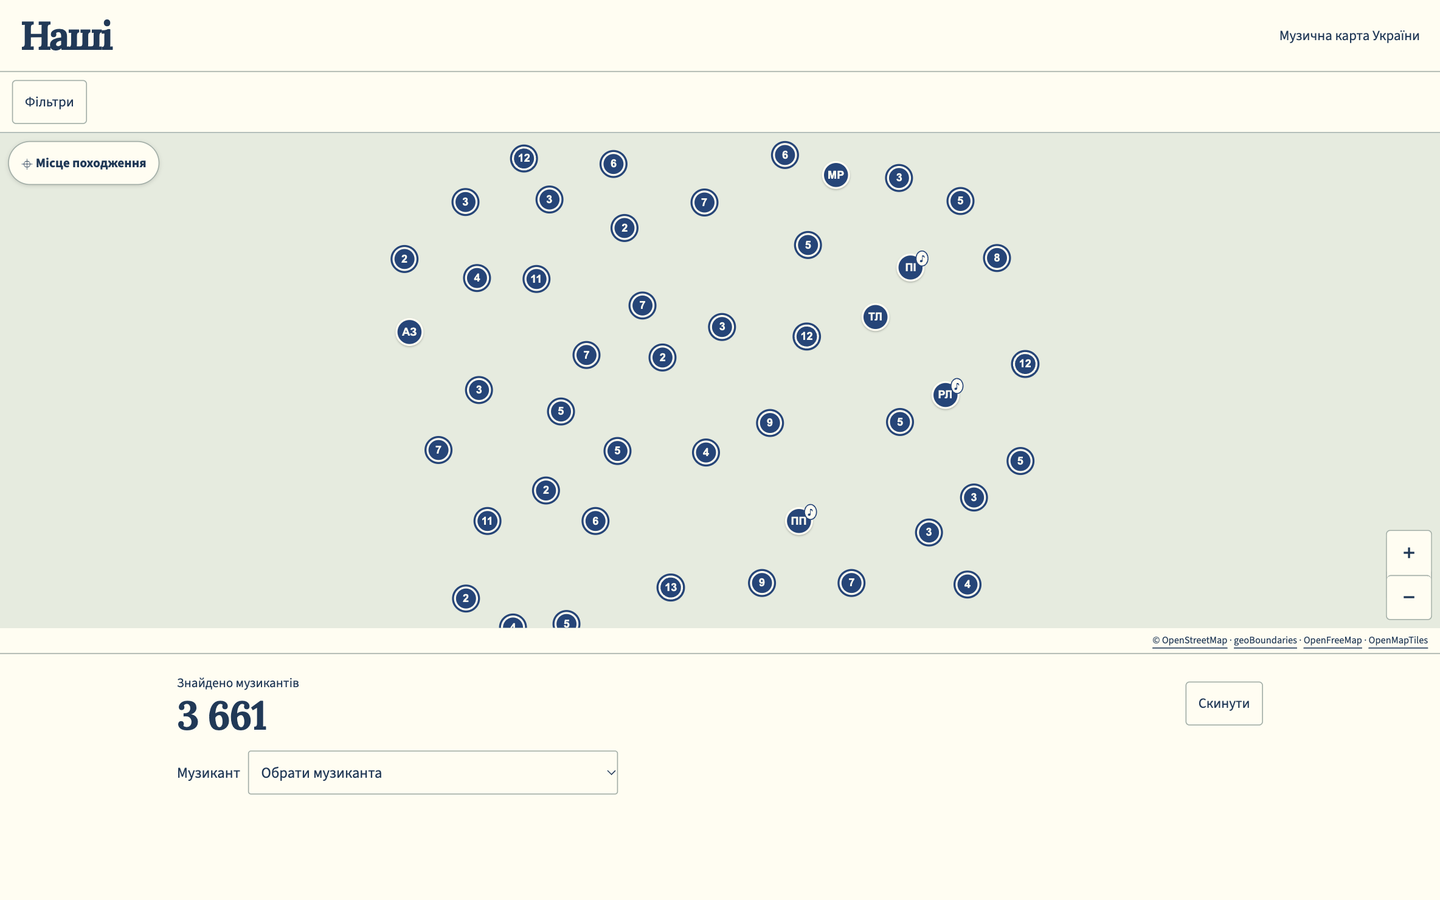 Наші
Музична карта України
Фільтри
Місце походження
12
6
6
МР
3
3
3
7
5
2
5
2
4
11
ПІ
8
7
ТЛ
АЗ
3
12
7
2
12
3
РЛ
5
9
5
7
5
4
5
2
3
11
6
ПП
3
13
9
7
4
2
4
5
+
−
© OpenStreetMap · geoBoundaries · OpenFreeMap · OpenMapTiles
Знайдено музикантів
3 661
Скинути
Музикант
Обрати музиканта